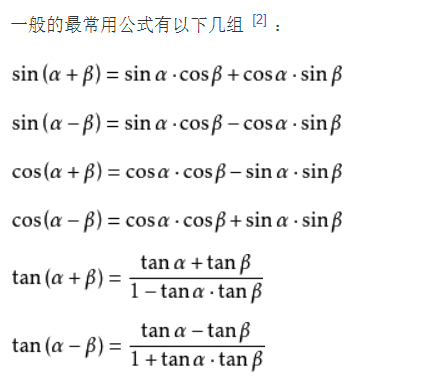 一般的最常用公式有以下几组 [2] :
sin(α+β)=sinα·cosβ+cosα·sinβ
sin(α−β)=sinα·cosβ−cosα·sinβ
cos(α+β)=cosα·cosβ−sinα·sinβ
cos(α−β)=cosα·cosβ+sinα·sinβ
tan(α+β)=(tanα+tanβ)/(1−tanα·tanβ)
tan(α−β)=(tanα−tanβ)/(1+tanα·tanβ)